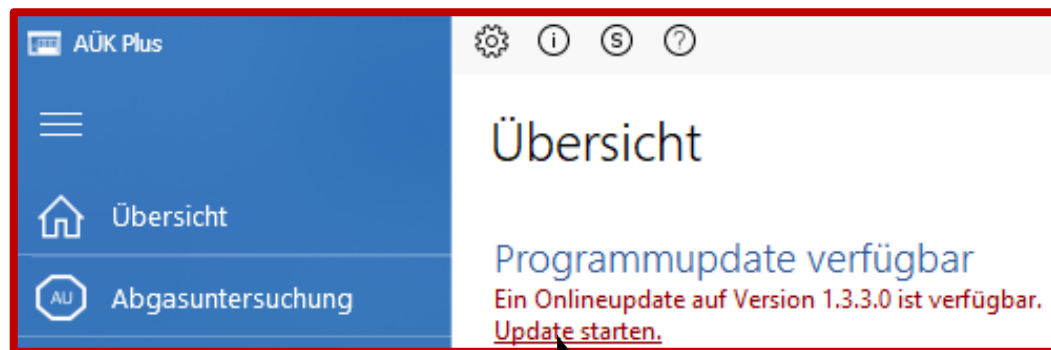 AÜK Plus
Übersicht
AU Abgasuntersuchung
i S ?
Übersicht
Programmupdate verfügbar
Ein Onlineupdate auf Version 1.3.3.0 ist verfügbar.
Update starten.